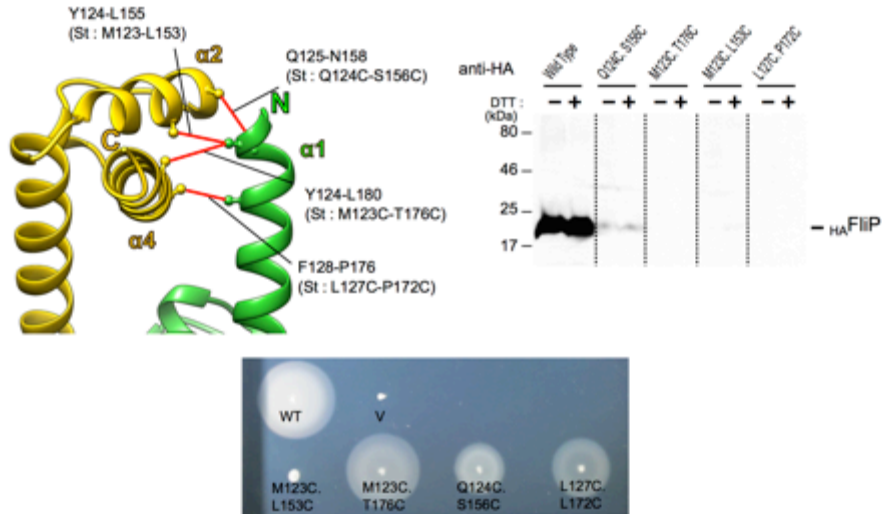 Y124-L155
(St : M123-L153)
α2
Q125-N158
(St : Q124C-S156C)
N
C
α1
Y124-L180
(St : M123C-T176C)
α4
F128-P176
(St : L127C-P172C)
anti-HA
Wild Type
Q124C. S156C
M123C. T176C
M123C. L153C
L127C. P172C
DTT : − + − + − + − + − +
(kDa)
80 –
46 –
25 –
17 –
– HAFliP
WT
V
M123C.
L153C
M123C.
T176C
Q124C.
S156C
L127C.
L172C